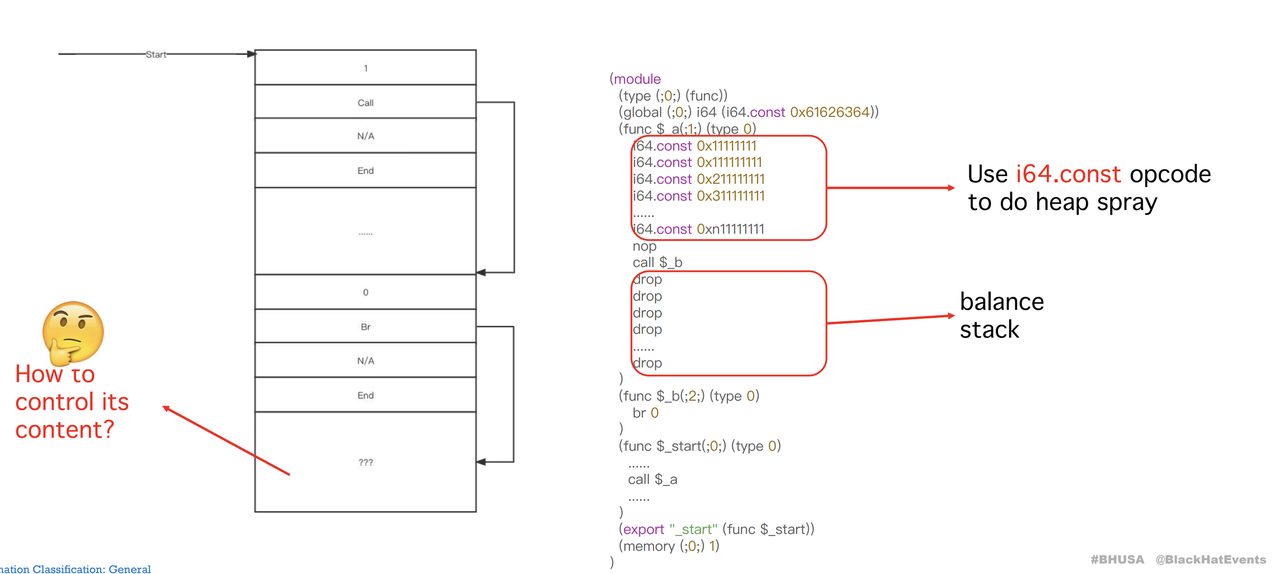 Start
1
Call
N/A
End
......
0
Br
N/A
End
???
How to
control its
content?
(module
(type (;0;) (func))
(global (;0;) i64 (i64.const 0x61626364))
(func $_a(;1;) (type 0)
i64.const 0x11111111
i64.const 0x111111111
i64.const 0x211111111
i64.const 0x311111111
......
i64.const 0xn11111111
nop
call $_b
drop
drop
drop
drop
......
drop
)
(func $_b(;2;) (type 0)
br 0
)
(func $_start(;0;) (type 0)
......
call $_a
......
)
(export "_start" (func $_start))
(memory (;0;) 1)
)
Use i64.const opcode
to do heap spray
balance
stack
mation Classification: General
#BHUSA @BlackHatEvents